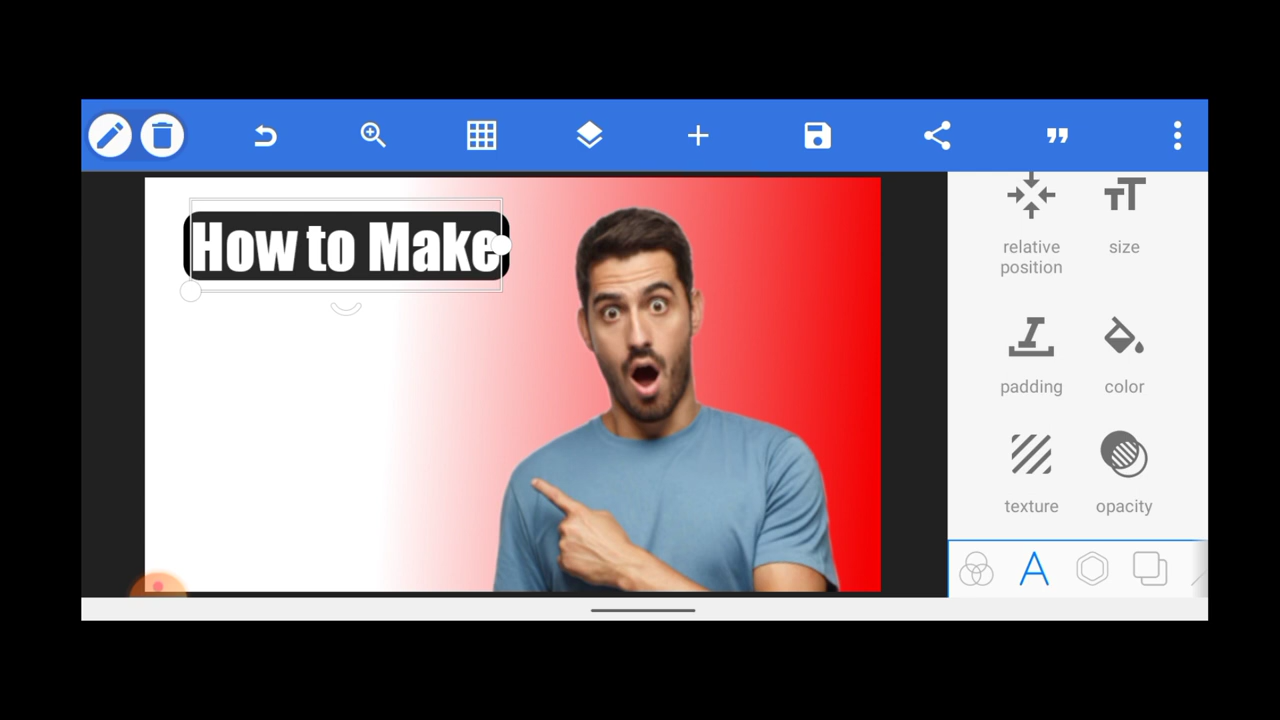 How to Make
relative
position
size
padding
color
texture
opacity